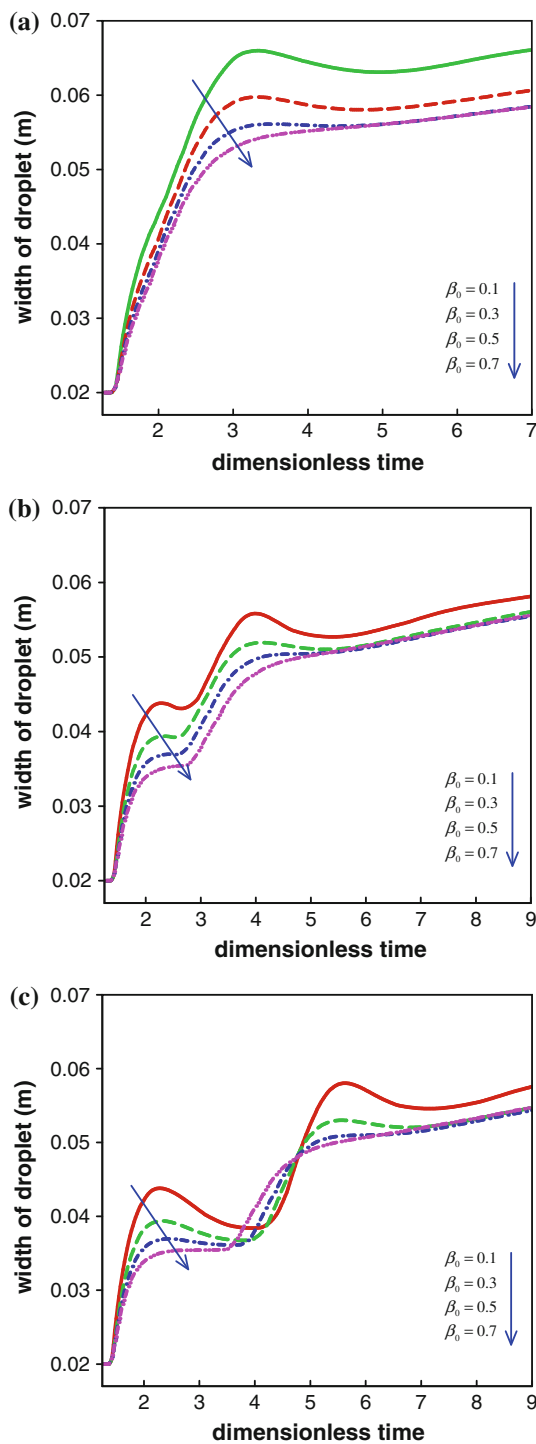 (a)
0.07
0.06
0.05
0.04
0.03
0.02
width of droplet (m)
β₀ = 0.1
β₀ = 0.3
β₀ = 0.5
β₀ = 0.7
2 3 4 5 6 7
dimensionless time
(b)
0.07
0.06
0.05
0.04
0.03
0.02
width of droplet (m)
β₀ = 0.1
β₀ = 0.3
β₀ = 0.5
β₀ = 0.7
2 3 4 5 6 7 8 9
dimensionless time
(c)
0.07
0.06
0.05
0.04
0.03
0.02
width of droplet (m)
β₀ = 0.1
β₀ = 0.3
β₀ = 0.5
β₀ = 0.7
2 3 4 5 6 7 8 9
dimensionless time